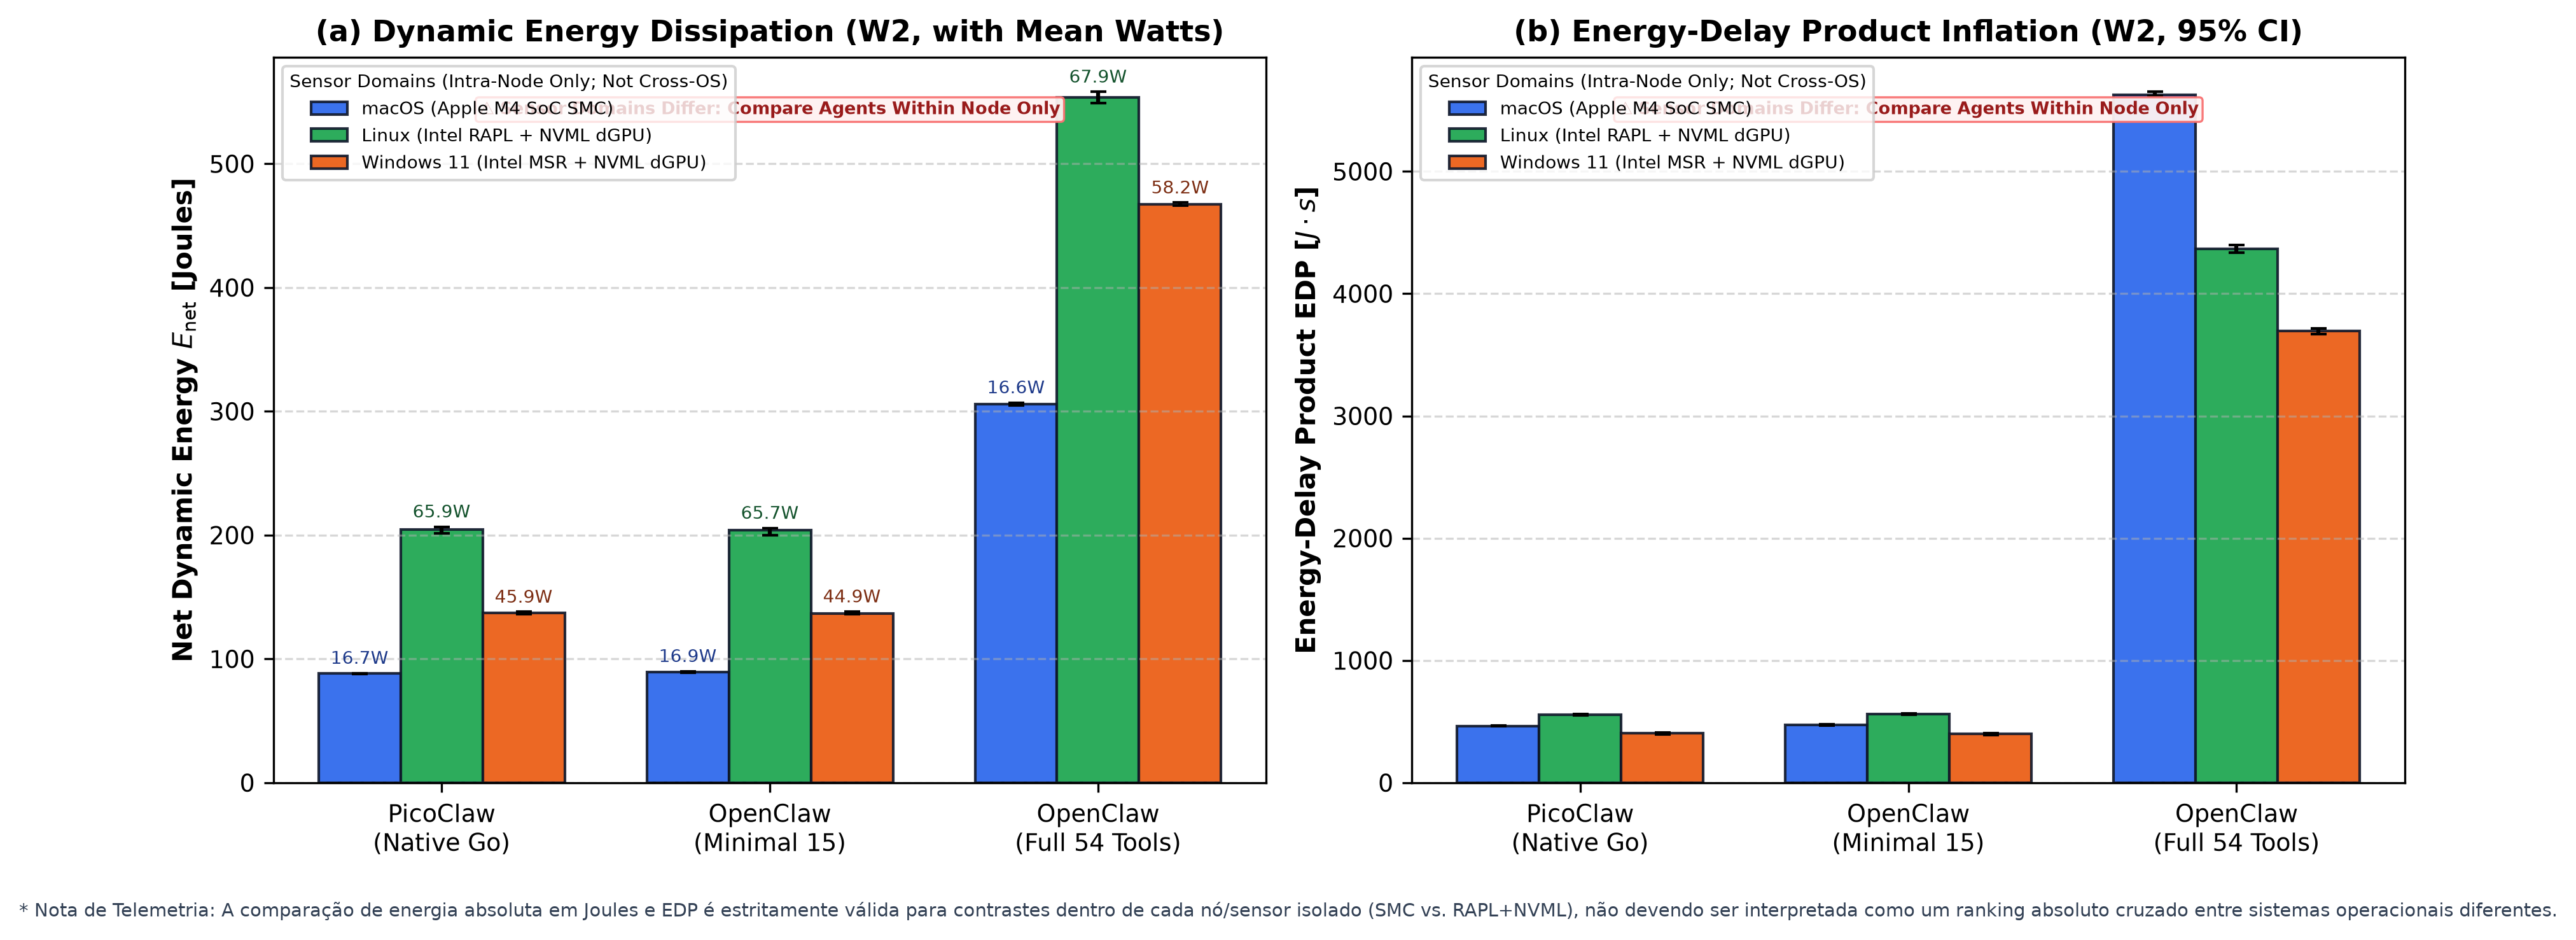 (a) Dynamic Energy Dissipation (W2, with Mean Watts)
Sensor Domains (Intra-Node Only; Not Cross-OS)
macOS (Apple M4 SoC SMC)
Linux (Intel RAPL + NVML dGPU)
Windows 11 (Intel MSR + NVML dGPU)
Sensor Domains Differ: Compare Agents Within Node Only
Net Dynamic Energy Enet [Joules]
500
400
300
200
100
0
16.7W
65.9W
45.9W
16.9W
65.7W
44.9W
16.6W
67.9W
58.2W
PicoClaw
(Native Go)
OpenClaw
(Minimal 15)
OpenClaw
(Full 54 Tools)
(b) Energy-Delay Product Inflation (W2, 95% CI)
Sensor Domains (Intra-Node Only; Not Cross-OS)
macOS (Apple M4 SoC SMC)
Linux (Intel RAPL + NVML dGPU)
Windows 11 (Intel MSR + NVML dGPU)
Sensor Domains Differ: Compare Agents Within Node Only
Energy-Delay Product EDP [J · s]
5000
4000
3000
2000
1000
0
PicoClaw
(Native Go)
OpenClaw
(Minimal 15)
OpenClaw
(Full 54 Tools)
* Nota de Telemetria: A comparação de energia absoluta em Joules e EDP é estritamente válida para contrastes dentro de cada nó/sensor isolado (SMC vs. RAPL+NVML), não devendo ser interpretada como um ranking absoluto cruzado entre sistemas operacionais diferentes.